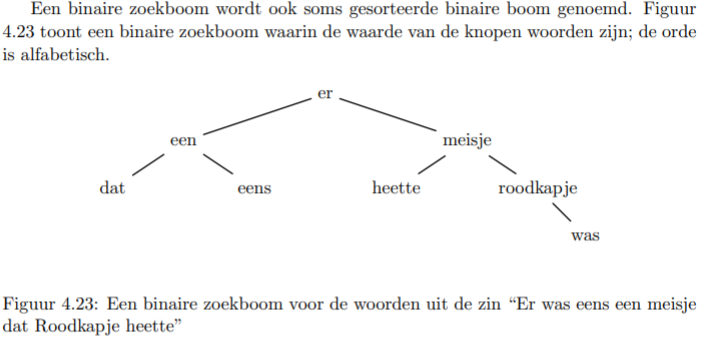 Een binaire zoekboom wordt ook soms gesorteerde binaire boom genoemd. Figuur
4.23 toont een binaire zoekboom waarin de waarde van de knopen woorden zijn; de orde
is alfabetisch.
er
een meisje
dat eens heette roodkapje
was
Figuur 4.23: Een binaire zoekboom voor de woorden uit de zin “Er was eens een meisje
dat Roodkapje heette”